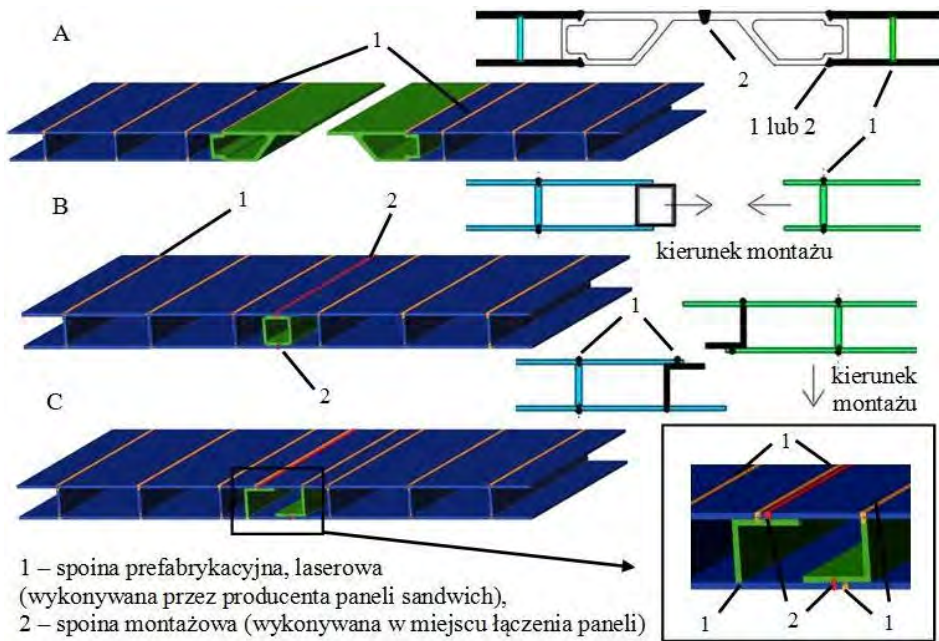 A
1
2
1 lub 2
1
B
1
2
2
kierunek montażu
1
kierunek
montażu
C
1
2
1
1
1 – spoina prefabrykacyjna, laserowa
(wykonywana przez producenta paneli sandwich),
2 – spoina montażowa (wykonywana w miejscu łączenia paneli)